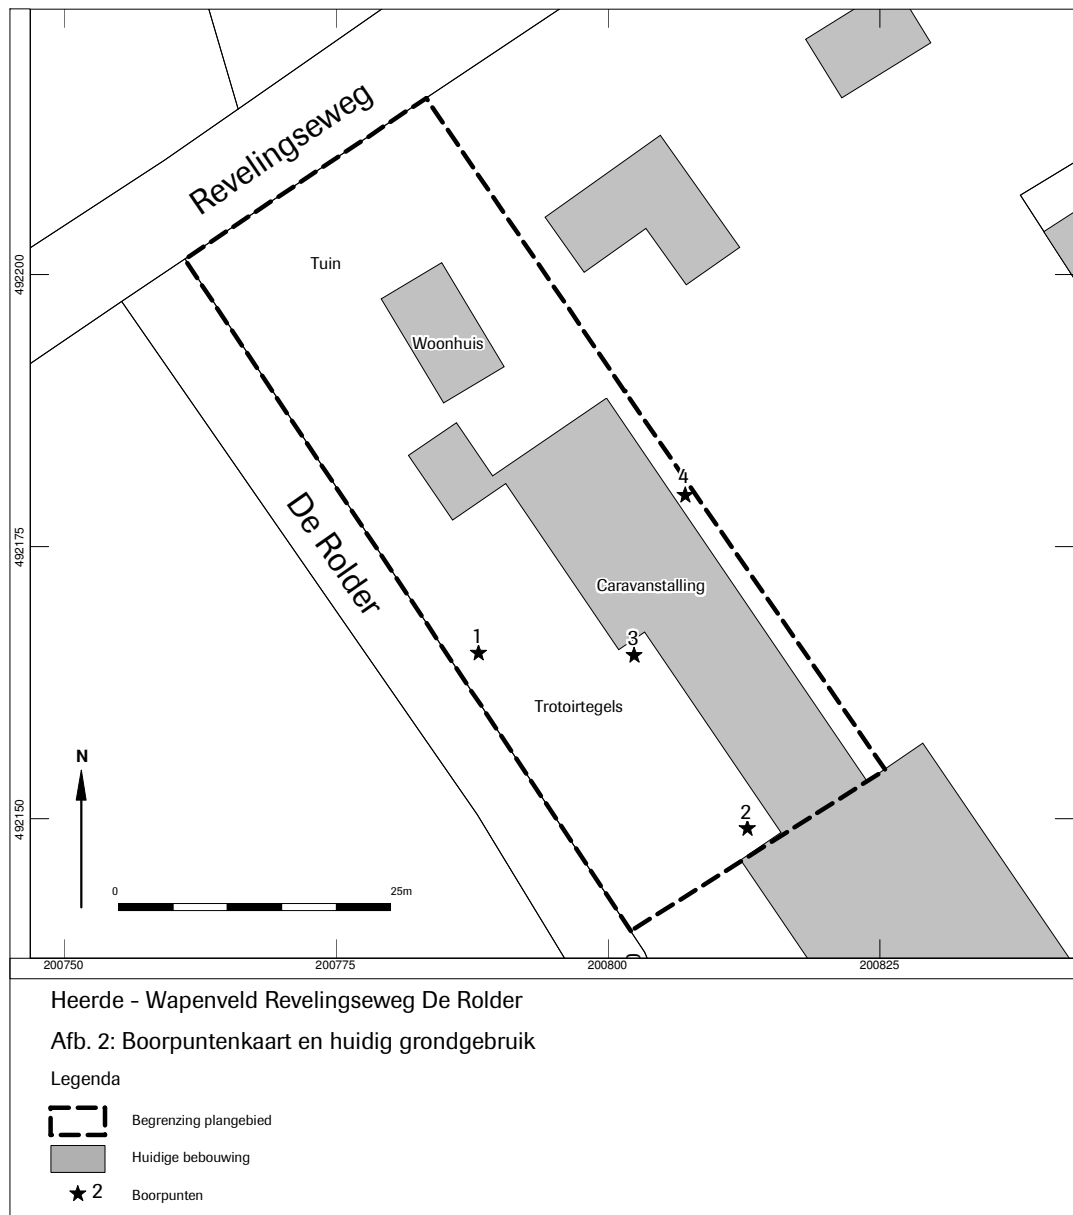 Revelingseweg
Tuin
492200
Woonhuis
4
De Rolder
492175
Caravanstalling
1
3
Trotoirtegels
N
2
492150
0
25m
200750
200775
200800
200825
Heerde - Wapenveld Revelingseweg De Rolder
Afb. 2: Boorpuntenkaart en huidig grondgebruik
Legenda
Begrenzing plangebied
Huidige bebouwing
2 Boorpunten